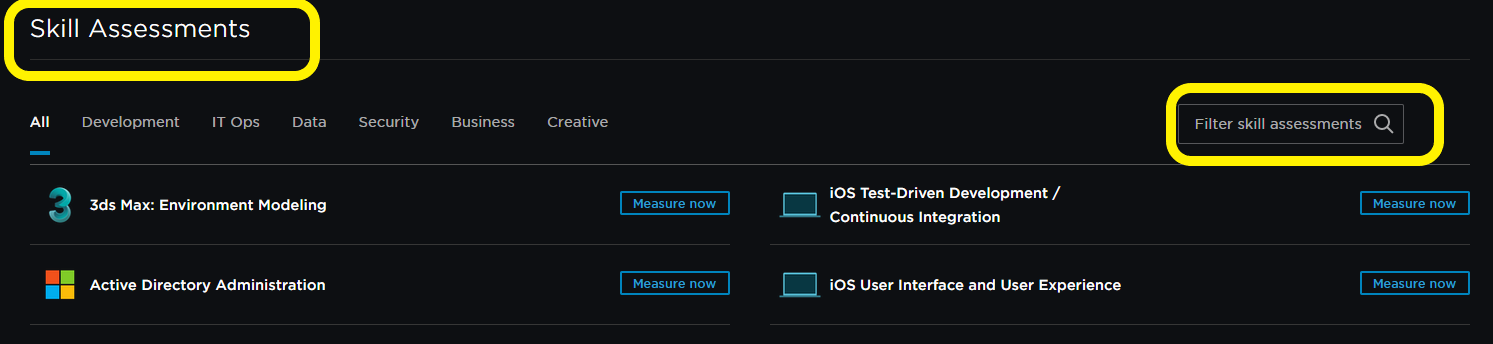 Skill Assessments
All Development IT Ops Data Security Business Creative
Filter skill assessments
3ds Max: Environment Modeling
Measure now
iOS Test-Driven Development /
Continuous Integration
Measure now
Active Directory Administration
Measure now
iOS User Interface and User Experience
Measure now